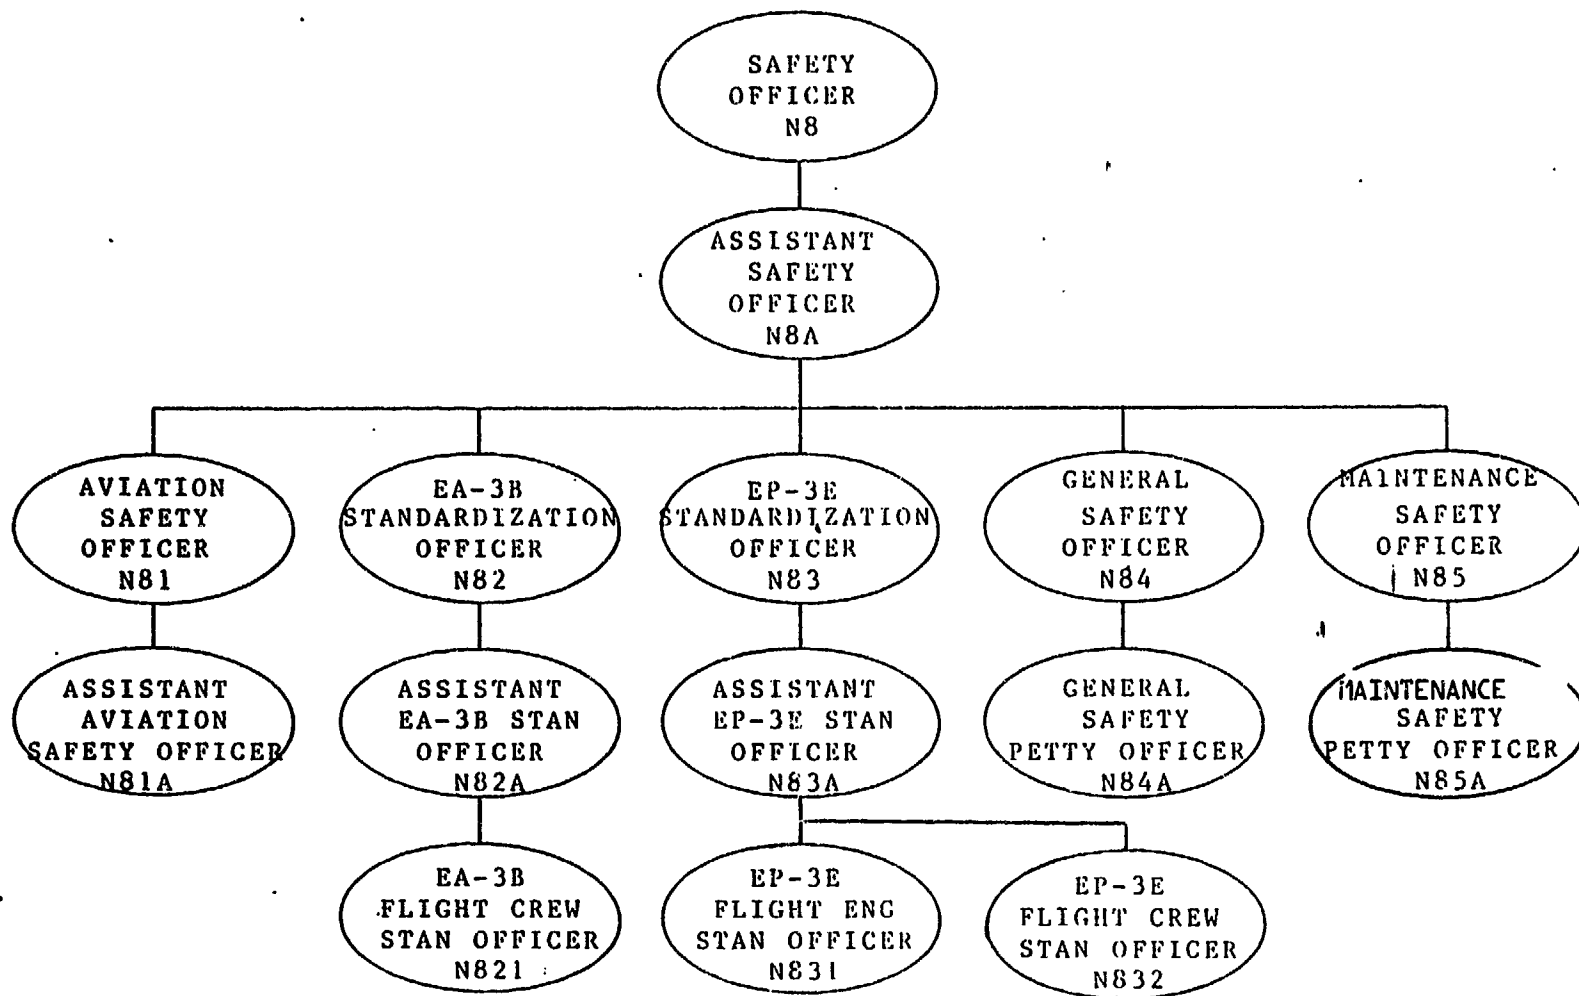 SAFETY
OFFICER
N8
ASSISTANT
SAFETY
OFFICER
N8A
AVIATION
SAFETY
OFFICER
N81
EA-3B
STANDARDIZATION
OFFICER
N82
EP-3E
STANDARDIZATION
OFFICER
N83
GENERAL
SAFETY
OFFICER
N84
MAINTENANCE
SAFETY
OFFICER
N85
ASSISTANT
AVIATION
SAFETY OFFICER
N81A
ASSISTANT
EA-3B STAN
OFFICER
N82A
ASSISTANT
EP-3E STAN
OFFICER
N83A
GENERAL
SAFETY
PETTY OFFICER
N84A
MAINTENANCE
SAFETY
PETTY OFFICER
N85A
EA-3B
FLIGHT CREW
STAN OFFICER
N821
EP-3E
FLIGHT ENG
STAN OFFICER
N831
EP-3E
FLIGHT CREW
STAN OFFICER
N832